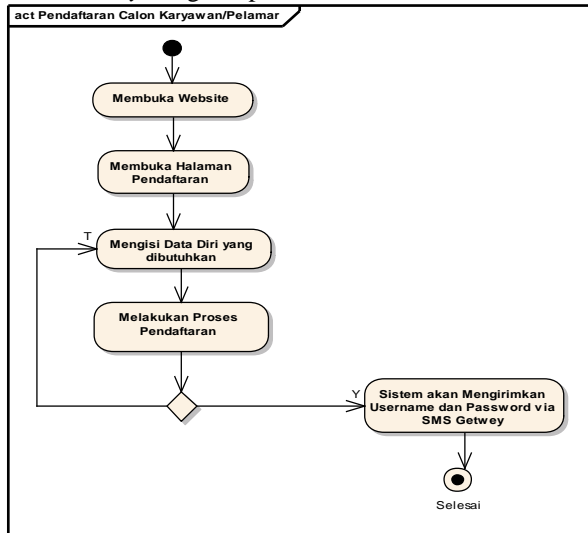 act Pendaftaran Calon Karyawan/Pelamar
Membuka Website
Membuka Halaman
Pendaftaran
T
Mengisi Data Diri yang
dibutuhkan
Melakukan Proses
Pendaftaran
Y
Sistem akan Mengirimkan
Username dan Password via
SMS Getwey
Selesai